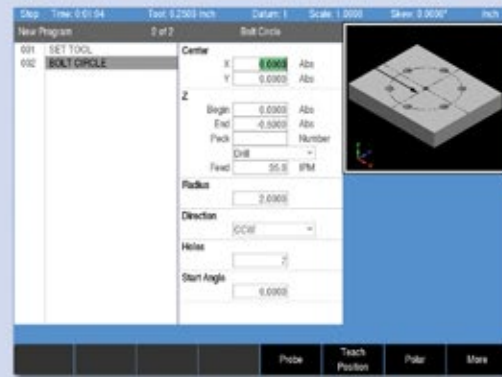 Stop Time: 0:01:04 Tool: 0.2500 Inch Datum: 1 Scale: 1.0000 Skew: 0.0000° Inch
New Program 2 of 2 Bolt Circle
001 SET TOOL
002 BOLT CIRCLE
Center
X 0.0000 Abs
Y 0.0000 Abs
Z
Begin 0.0000 Abs
End -0.5000 Abs
Peck Number
Drill
Feed 35.0 IPM
Radius
2.0000
Direction
CCW
Holes
Start Angle
0.0000
Probe Teach Position Polar More